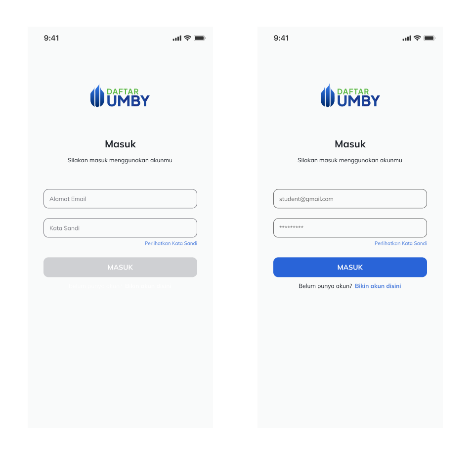 9:41
DAFTAR
UMBY
Masuk
Silakan masuk menggunakan akunmu
Alamat Email
Kata Sandi
Perlihatkan Kata Sandi
MASUK
9:41
DAFTAR
UMBY
Masuk
Silakan masuk menggunakan akunmu
student@gmail.com
*********
Perlihatkan Kata Sandi
MASUK
Belum punya akun? Bikin akun disini